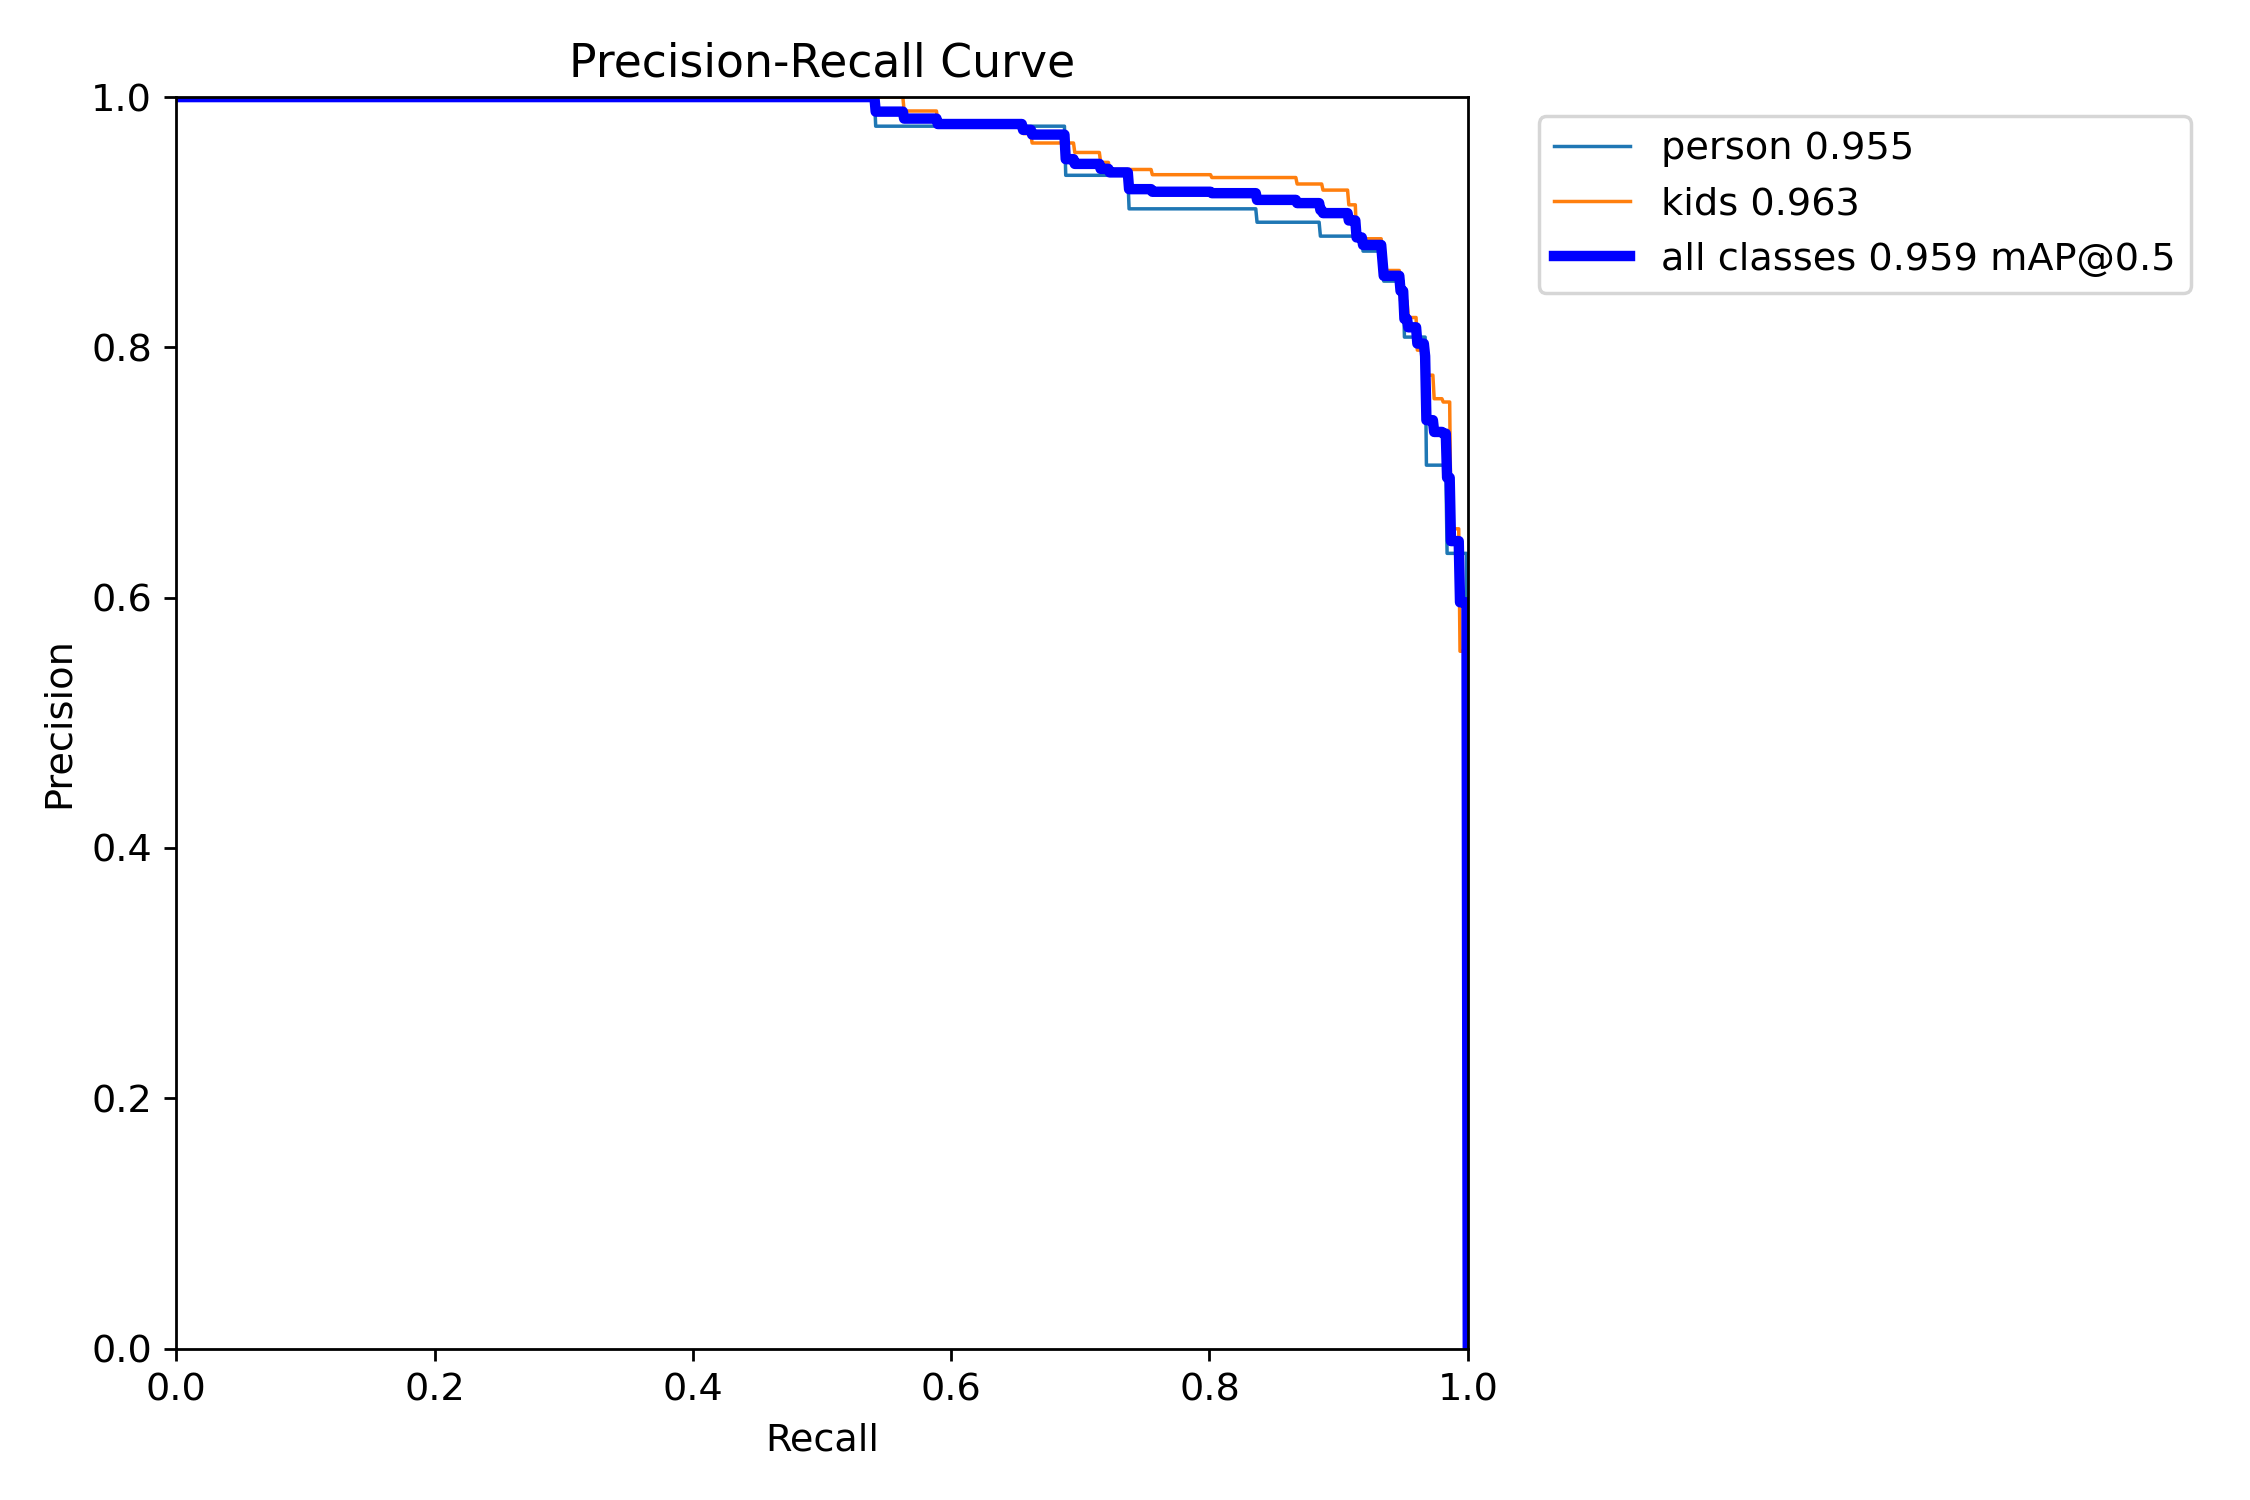 Precision-Recall Curve
1.0
0.8
0.6
0.4
0.2
0.0
Precision
0.0 0.2 0.4 0.6 0.8 1.0
Recall
person 0.955
kids 0.963
all classes 0.959 mAP@0.5